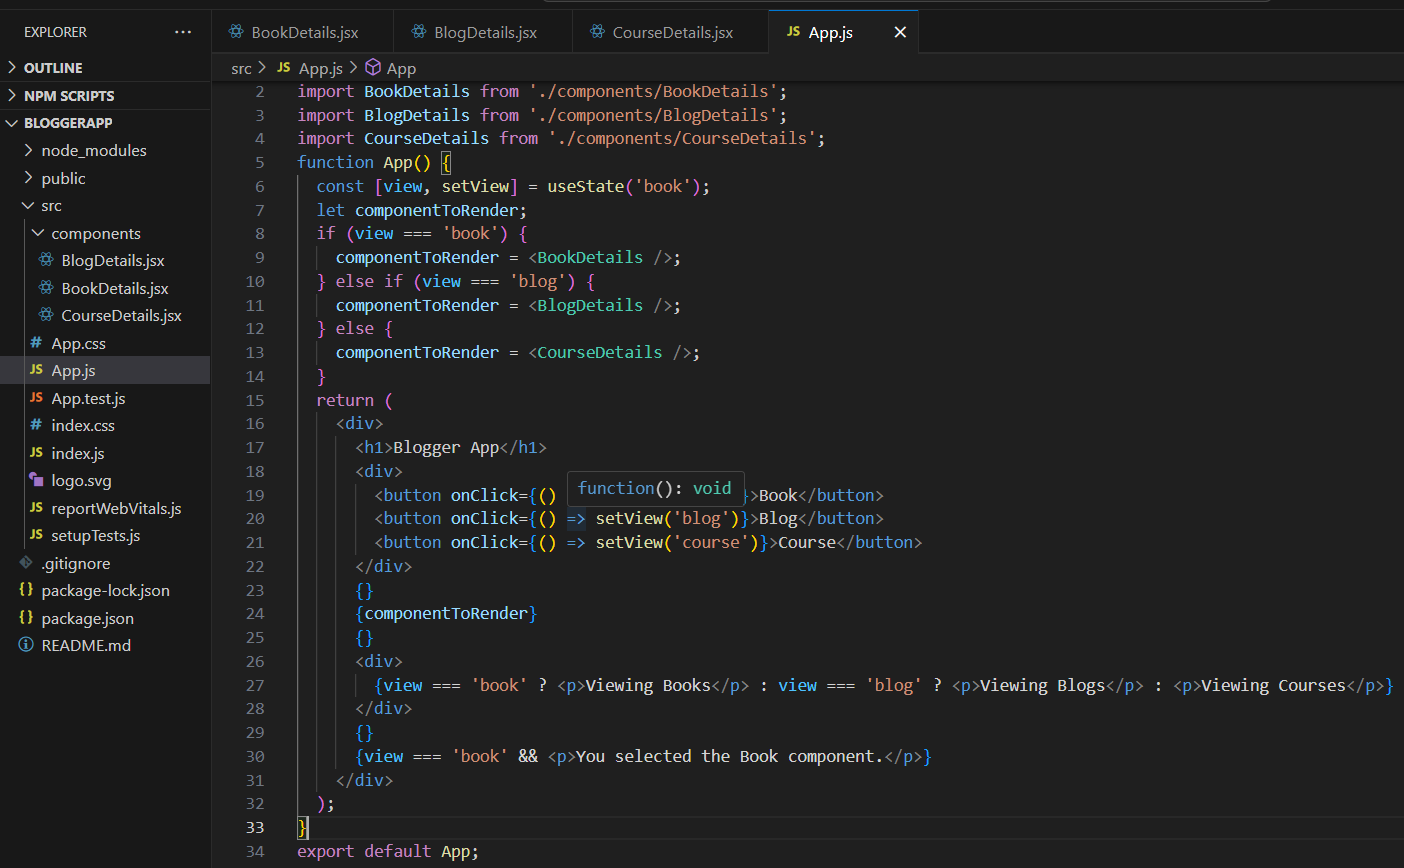 EXPLORER
OUTLINE
NPM SCRIPTS
BLOGGERAPP
node_modules
public
src
components
BlogDetails.jsx
BookDetails.jsx
CourseDetails.jsx
App.css
JS App.js
JS App.test.js
index.css
JS index.js
logo.svg
JS reportWebVitals.js
JS setupTests.js
.gitignore
{} package-lock.json
{} package.json
README.md
BookDetails.jsx BlogDetails.jsx CourseDetails.jsx JS App.js
src > JS App.js > App
2 import BookDetails from './components/BookDetails';
3 import BlogDetails from './components/BlogDetails';
4 import CourseDetails from './components/CourseDetails';
5 function App() {
6 const [view, setView] = useState('book');
7 let componentToRender;
8 if (view === 'book') {
9 componentToRender = <BookDetails />;
10 } else if (view === 'blog') {
11 componentToRender = <BlogDetails />;
12 } else {
13 componentToRender = <CourseDetails />;
14 }
15 return (
16 <div>
17 <h1>Blogger App</h1>
18 <div>
function(): void
19 <button onClick={() }>Book</button>
20 <button onClick={() => setView('blog')}>Blog</button>
21 <button onClick={() => setView('course')}>Course</button>
22 </div>
23 {}
24 {componentToRender}
25 {}
26 <div>
27 {view === 'book' ? <p>Viewing Books</p> : view === 'blog' ? <p>Viewing Blogs</p> : <p>Viewing Courses</p>}
28 </div>
29 {}
30 {view === 'book' && <p>You selected the Book component.</p>}
31 </div>
32 );
33 }
34 export default App;